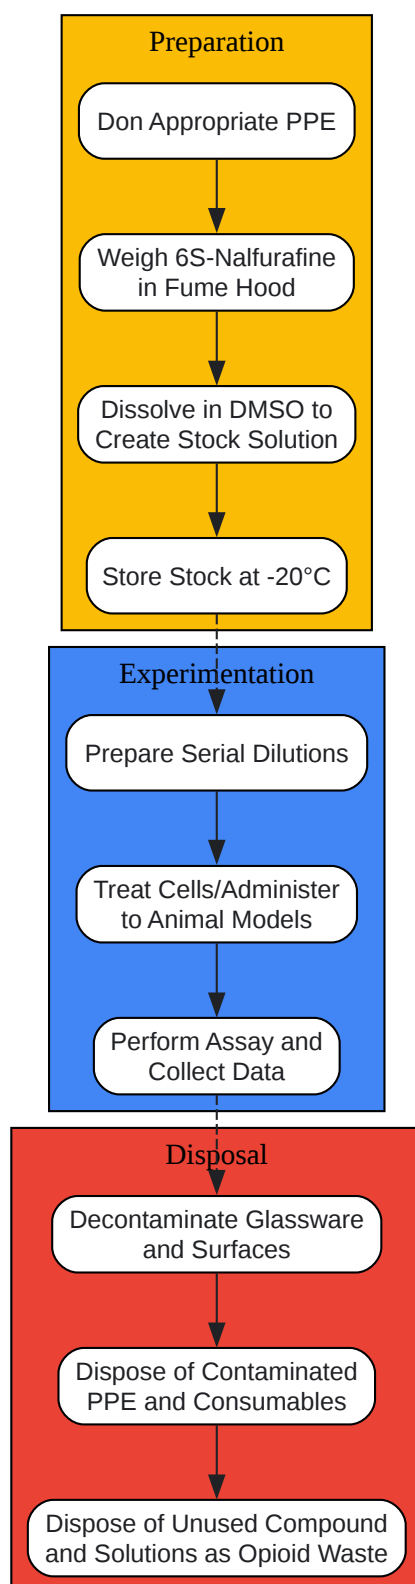 Preparation
Don Appropriate PPE
Weigh 6S-Nalfurafine
in Fume Hood
Dissolve in DMSO to
Create Stock Solution
Store Stock at -20°C
Experimentation
Prepare Serial Dilutions
Treat Cells/Administer
to Animal Models
Perform Assay and
Collect Data
Disposal
Decontaminate Glassware
and Surfaces
Dispose of Contaminated
PPE and Consumables
Dispose of Unused Compound
and Solutions as Opioid Waste